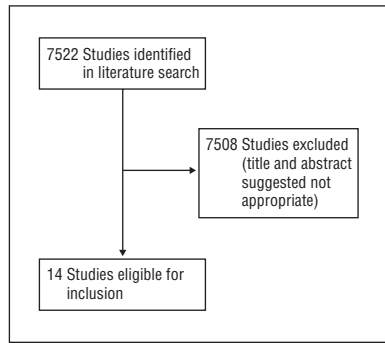 7522 Studies identified
in literature search
7508 Studies excluded
(title and abstract
suggested not
appropriate)
14 Studies eligible for
inclusion